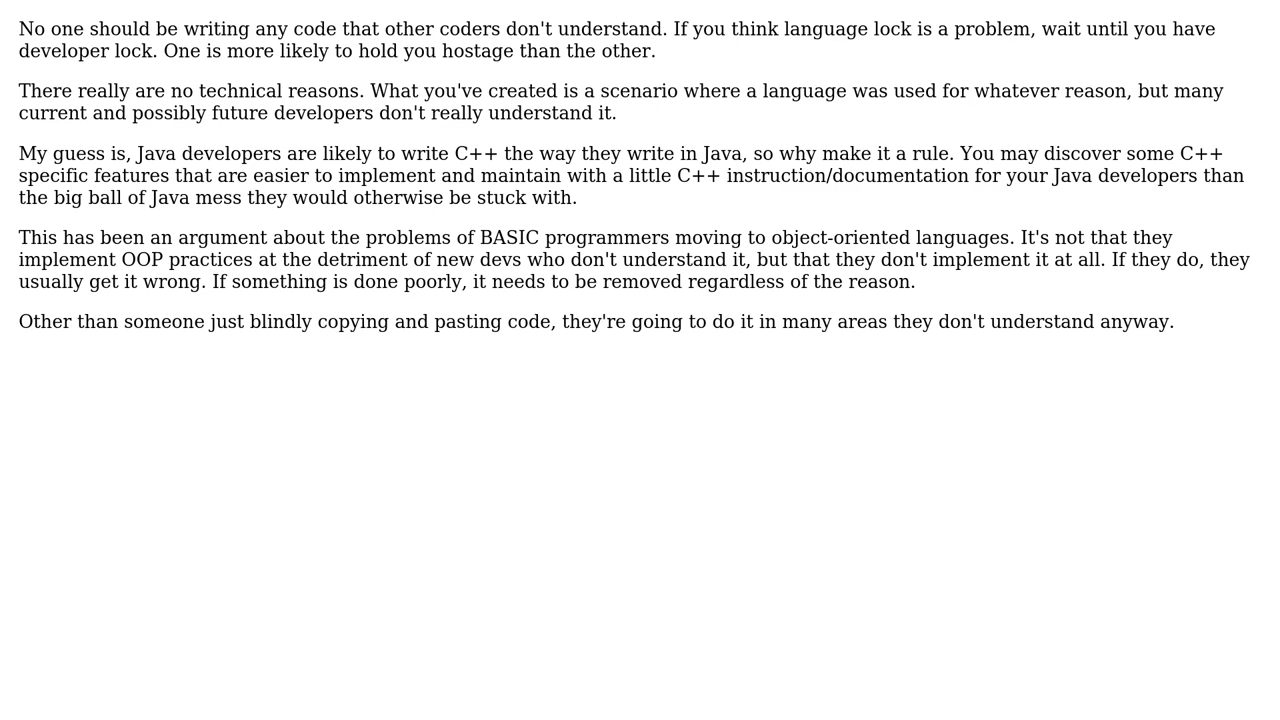 No one should be writing any code that other coders don't understand. If you think language lock is a problem, wait until you have
developer lock. One is more likely to hold you hostage than the other.
There really are no technical reasons. What you've created is a scenario where a language was used for whatever reason, but many
current and possibly future developers don't really understand it.
My guess is, Java developers are likely to write C++ the way they write in Java, so why make it a rule. You may discover some C++
specific features that are easier to implement and maintain with a little C++ instruction/documentation for your Java developers than
the big ball of Java mess they would otherwise be stuck with.
This has been an argument about the problems of BASIC programmers moving to object-oriented languages. It's not that they
implement OOP practices at the detriment of new devs who don't understand it, but that they don't implement it at all. If they do, they
usually get it wrong. If something is done poorly, it needs to be removed regardless of the reason.
Other than someone just blindly copying and pasting code, they're going to do it in many areas they don't understand anyway.